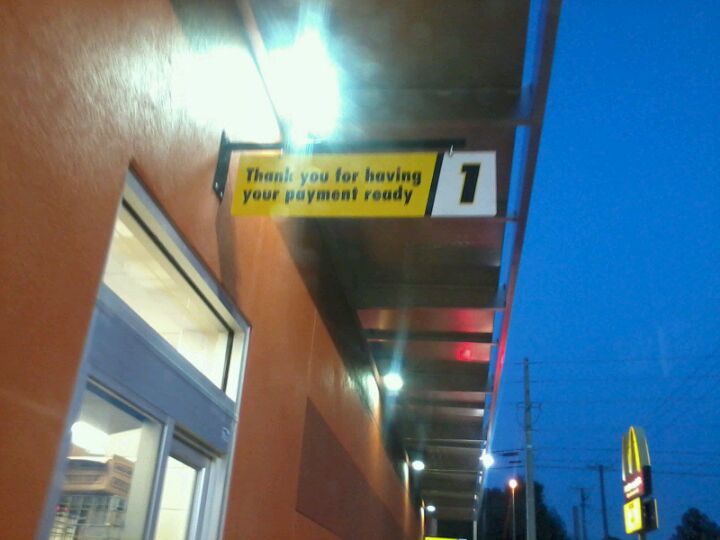 Thank you for having
your payment ready
1